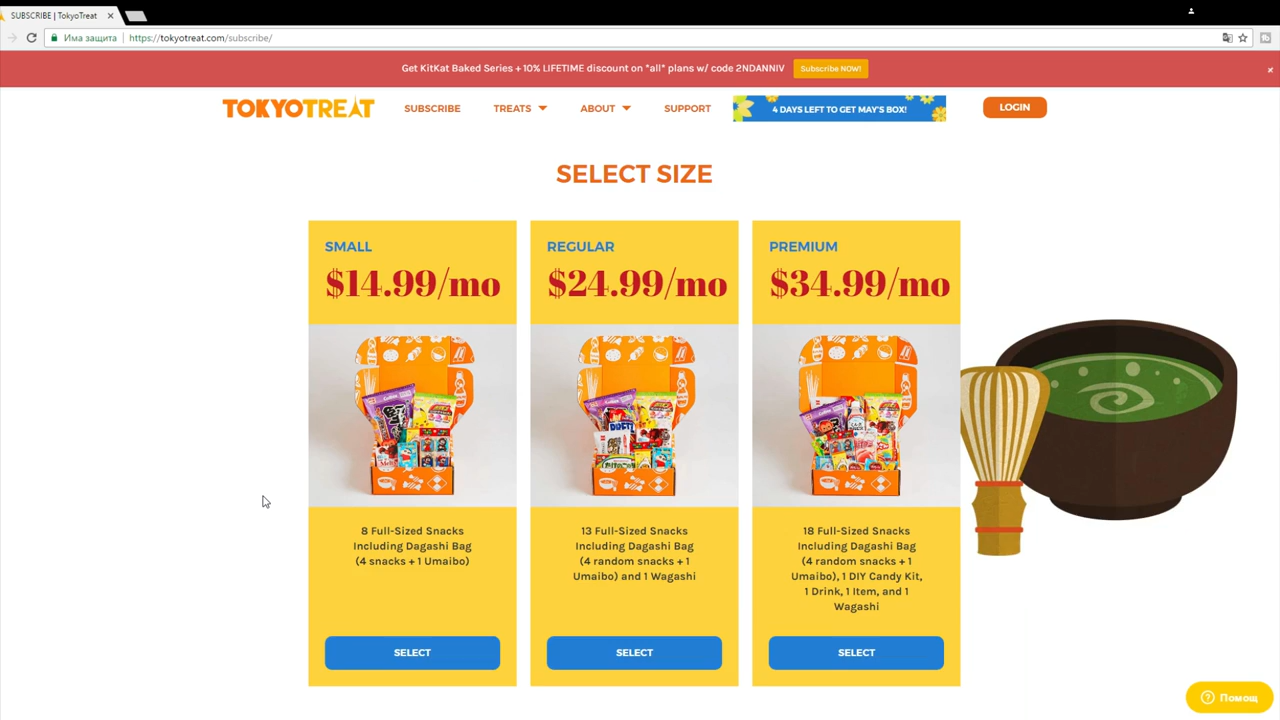 SUBSCRIBE | TokyoTreat
Има защита
https://tokyotreat.com/subscribe/
Get KitKat Baked Series + 10% LIFETIME discount on *all* plans w/ code 2NDANNIV
Subscribe NOW!
TOKYOTREAT
SUBSCRIBE
TREATS
ABOUT
SUPPORT
4 DAYS LEFT TO GET MAY'S BOX!
LOGIN
SELECT SIZE
SMALL
$14.99/mo
8 Full-Sized Snacks
Including Dagashi Bag
(4 snacks + 1 Umaibo)
SELECT
REGULAR
$24.99/mo
13 Full-Sized Snacks
Including Dagashi Bag
(4 random snacks + 1
Umaibo) and 1 Wagashi
SELECT
PREMIUM
$34.99/mo
18 Full-Sized Snacks
Including Dagashi Bag
(4 random snacks + 1
Umaibo), 1 DIY Candy Kit,
1 Drink, 1 Item, and 1
Wagashi
SELECT
Помощ